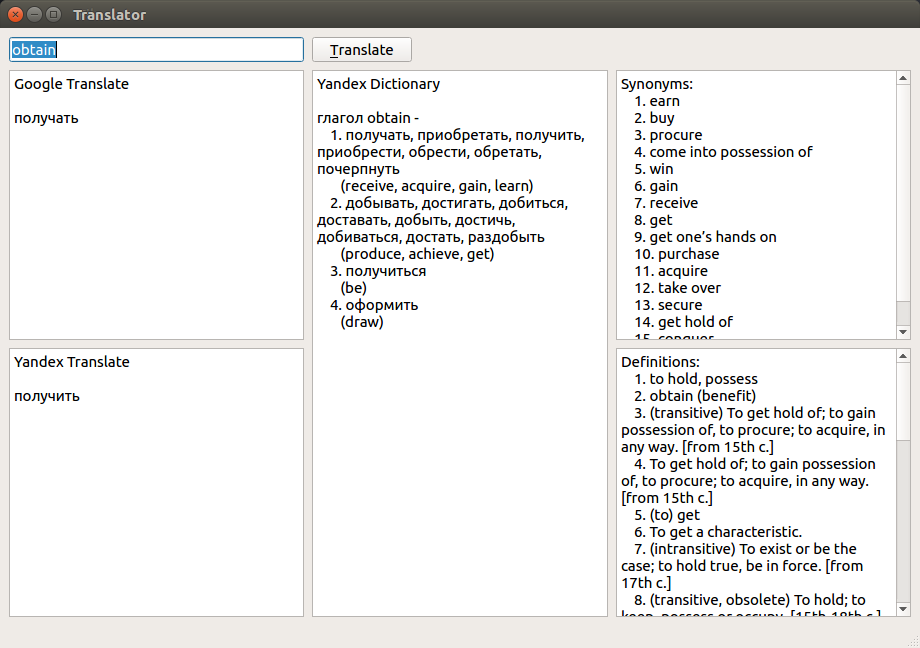 Translator
obtain
Translate
Google Translate
получать
Yandex Translate
получить
Yandex Dictionary
глагол obtain -
1. получать, приобретать, получить,
приобрести, обрести, обретать,
почерпнуть
(receive, acquire, gain, learn)
2. добывать, достигать, добиться,
доставать, добыть, достичь,
добиваться, достать, раздобыть
(produce, achieve, get)
3. получиться
(be)
4. оформить
(draw)
Synonyms:
1. earn
2. buy
3. procure
4. come into possession of
5. win
6. gain
7. receive
8. get
9. get one’s hands on
10. purchase
11. acquire
12. take over
13. secure
14. get hold of
15. conquer
Definitions:
1. to hold, possess
2. obtain (benefit)
3. (transitive) To get hold of; to gain
possession of, to procure; to acquire, in
any way. [from 15th c.]
4. To get hold of; to gain possession
of, to procure; to acquire, in any way.
[from 15th c.]
5. (to) get
6. To get a characteristic.
7. (intransitive) To exist or be the
case; to hold true, be in force. [from
17th c.]
8. (transitive, obsolete) To hold; to
keep, possess or occupy. [15th-18th c.]